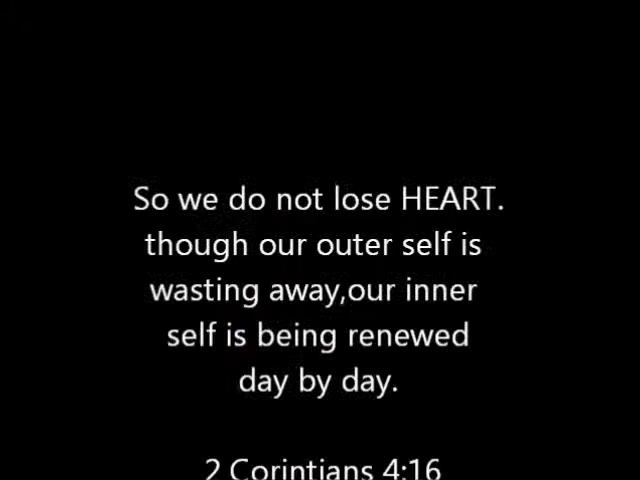 So we do not lose HEART.
though our outer self is
wasting away,our inner
self is being renewed
day by day.
2 Corintians 4:16